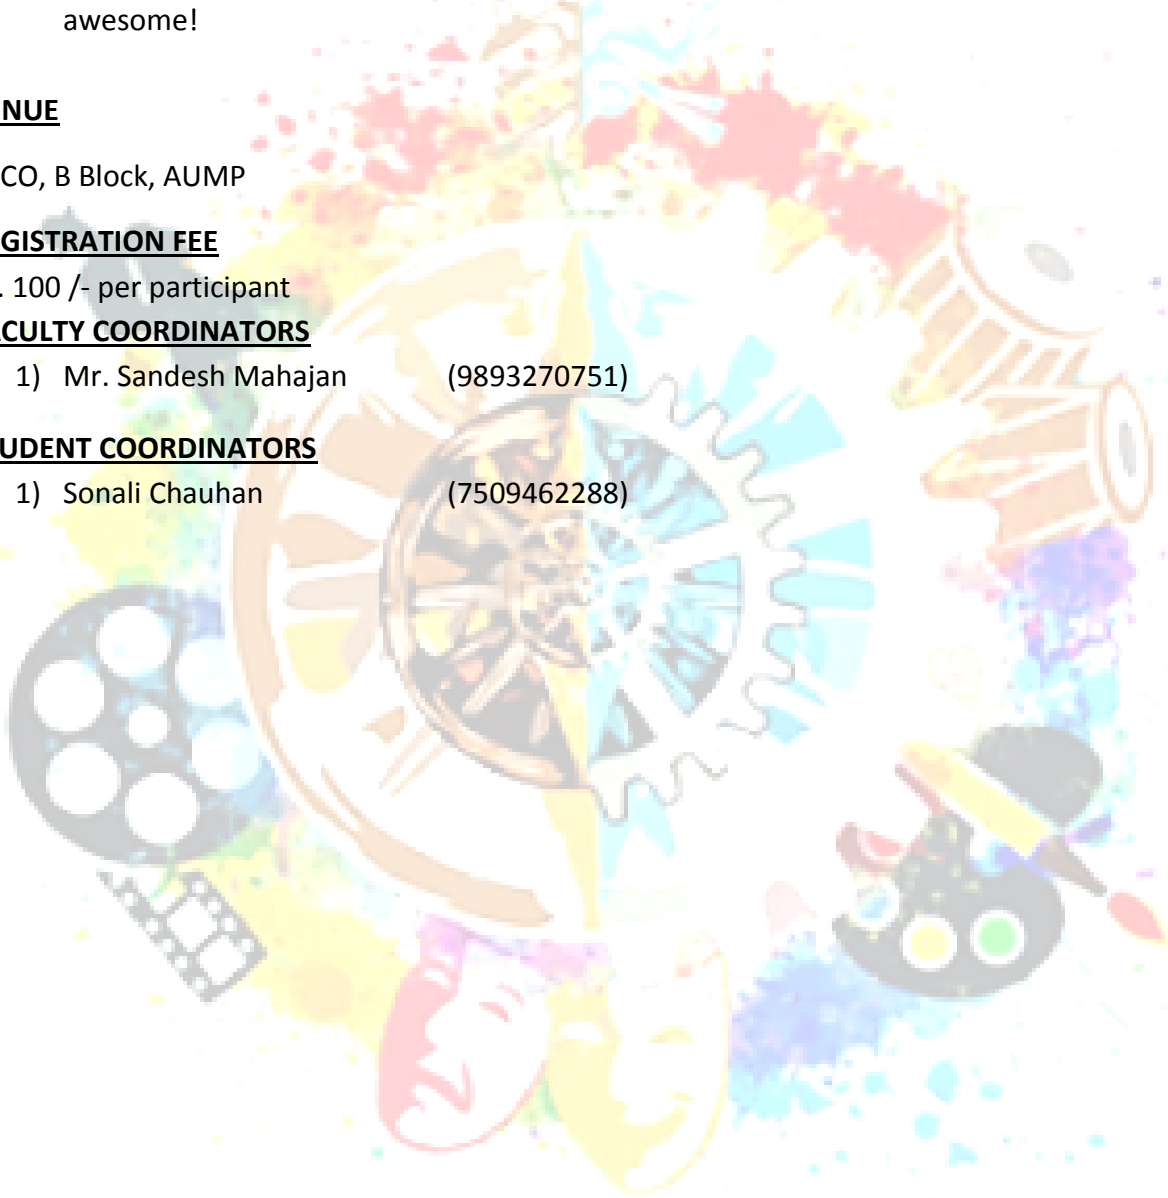 awesome!
NUE
CO, B Block, AUMP
GISTRATION FEE
. 100 /- per participant
CULTY COORDINATORS
1) Mr. Sandesh Mahajan (9893270751)
UDENT COORDINATORS
1) Sonali Chauhan (7509462288)